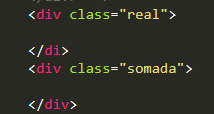 <div class="real">
</di>
<div class="somada">
</div>